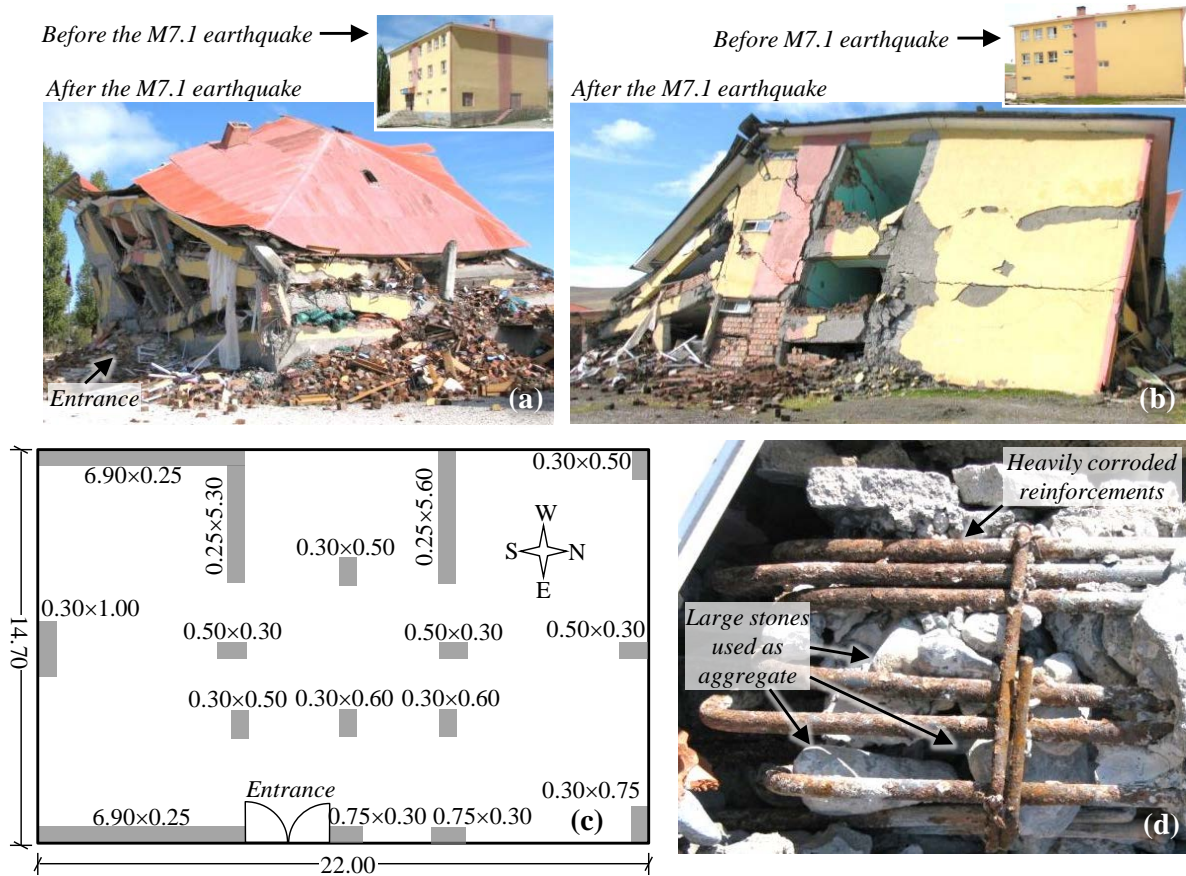 Before the M7.1 earthquake
After the M7.1 earthquake
Entrance
(a)
Before M7.1 earthquake
After the M7.1 earthquake
(b)
6.90×0.25
0.25×5.30
0.25×5.60
0.30×0.50
0.30×0.50
W
S N
E
0.30×1.00
14.70
0.50×0.30
0.50×0.30
0.50×0.30
0.30×0.50
0.30×0.60
0.30×0.60
Entrance
6.90×0.25
0.75×0.30
0.75×0.30
0.30×0.75
(c)
22.00
Heavily corroded
reinforcements
Large stones
used as
aggregate
(d)